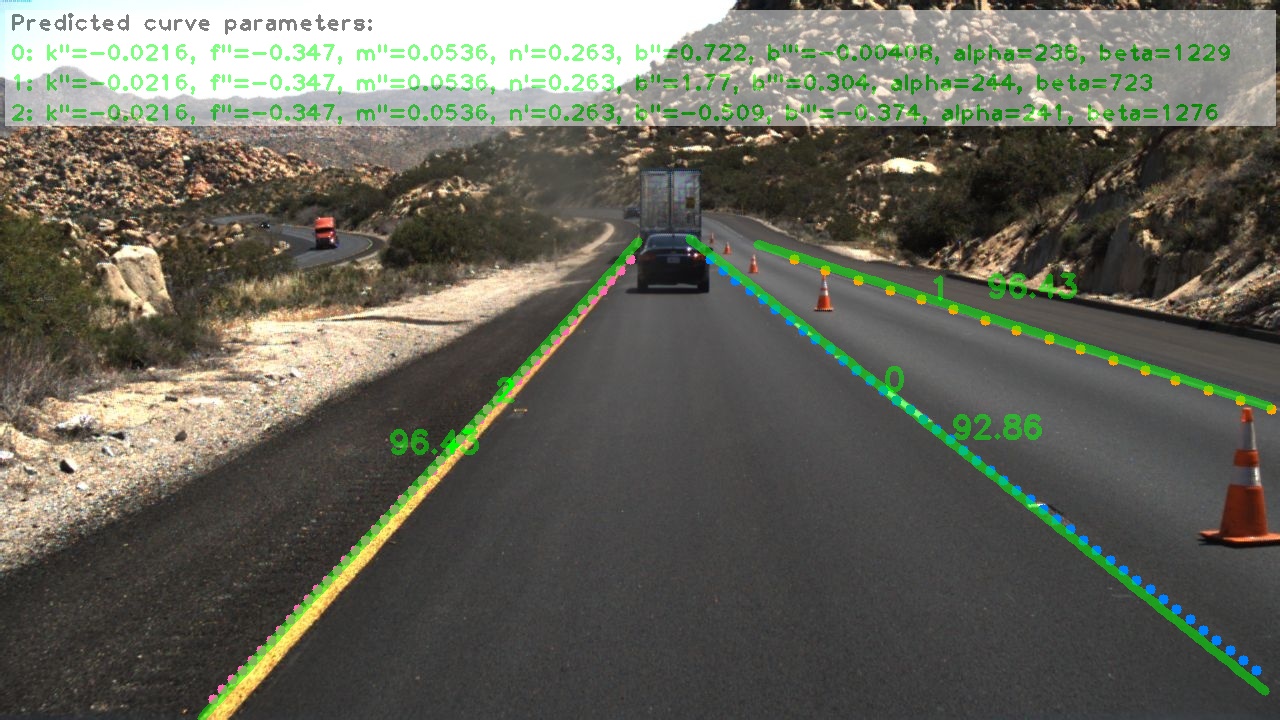 Predicted curve parameters:
0: k''=-0.0216, f''=-0.347, m''=0.0536, n'=0.263, b''=0.722, b'''=-0.00408, alpha=238, beta=1229
1: k''=-0.0216, f''=-0.347, m''=0.0536, n'=0.263, b''=1.77, b'''=0.304, alpha=244, beta=723
2: k''=-0.0216, f''=-0.347, m''=0.0536, n'=0.263, b''=-0.509, b'''=-0.374, alpha=241, beta=1276
1 96.43
2
0
96.43
92.86